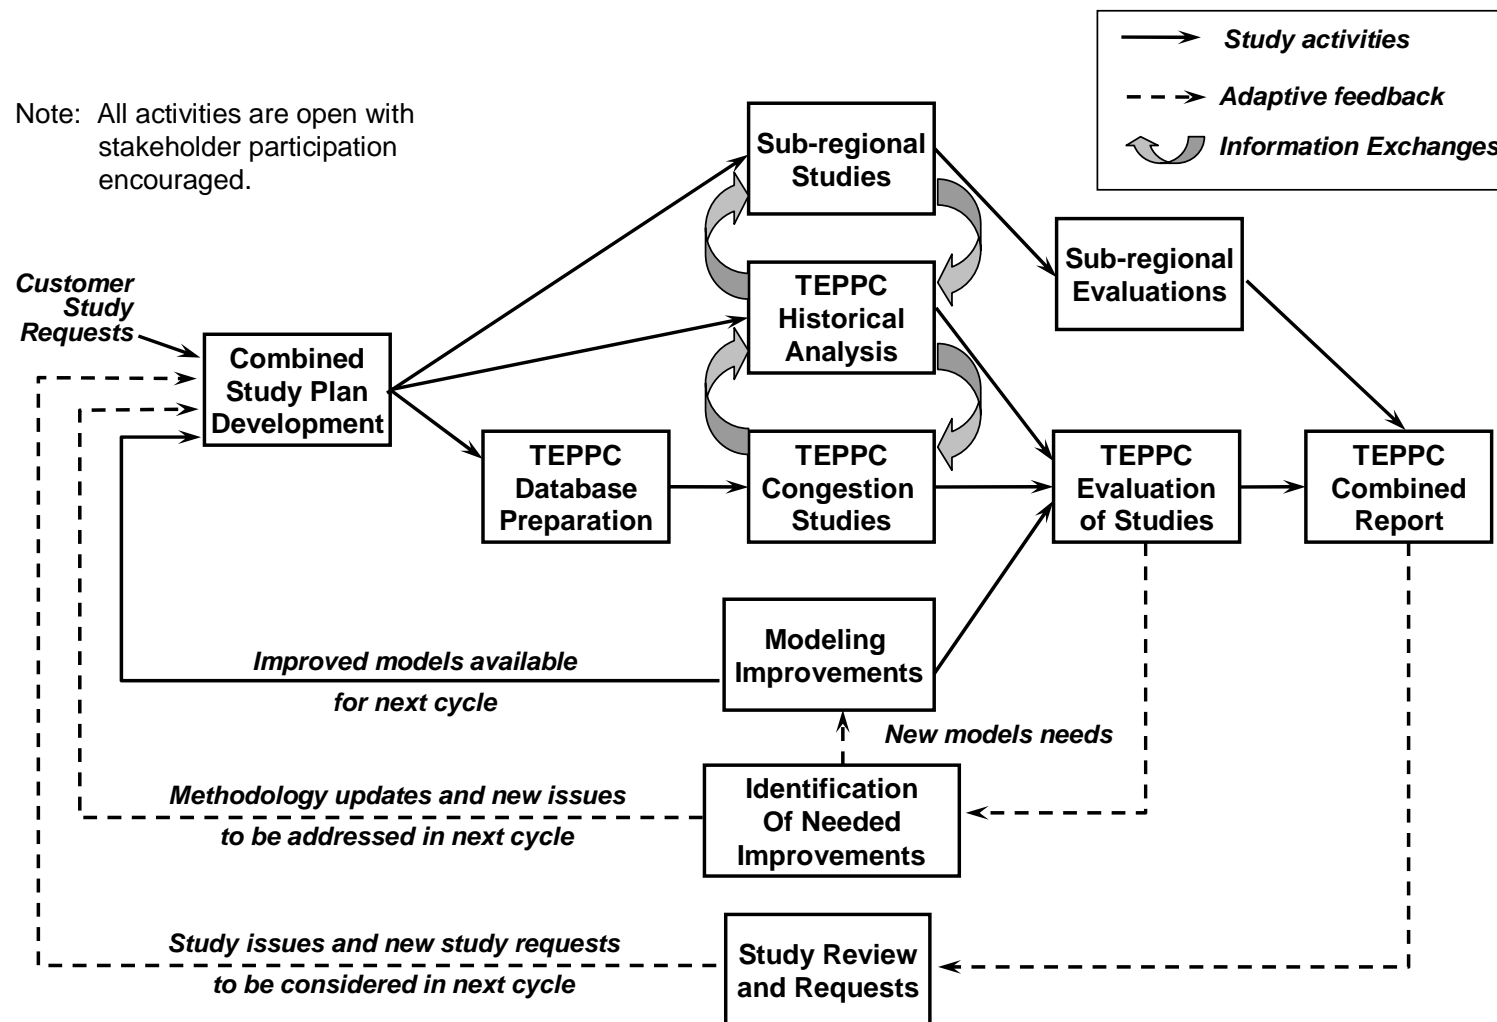 Study activities
Adaptive feedback
Information Exchanges
Note: All activities are open with
stakeholder participation
encouraged.
Sub-regional
Studies
Sub-regional
Evaluations
Customer
Study
Requests
TEPPC
Historical
Analysis
Combined
Study Plan
Development
TEPPC
Database
Preparation
TEPPC
Congestion
Studies
TEPPC
Evaluation
of Studies
TEPPC
Combined
Report
Modeling
Improvements
Improved models available
for next cycle
New models needs
Identification
Of Needed
Improvements
Methodology updates and new issues
to be addressed in next cycle
Study Review
and Requests
Study issues and new study requests
to be considered in next cycle